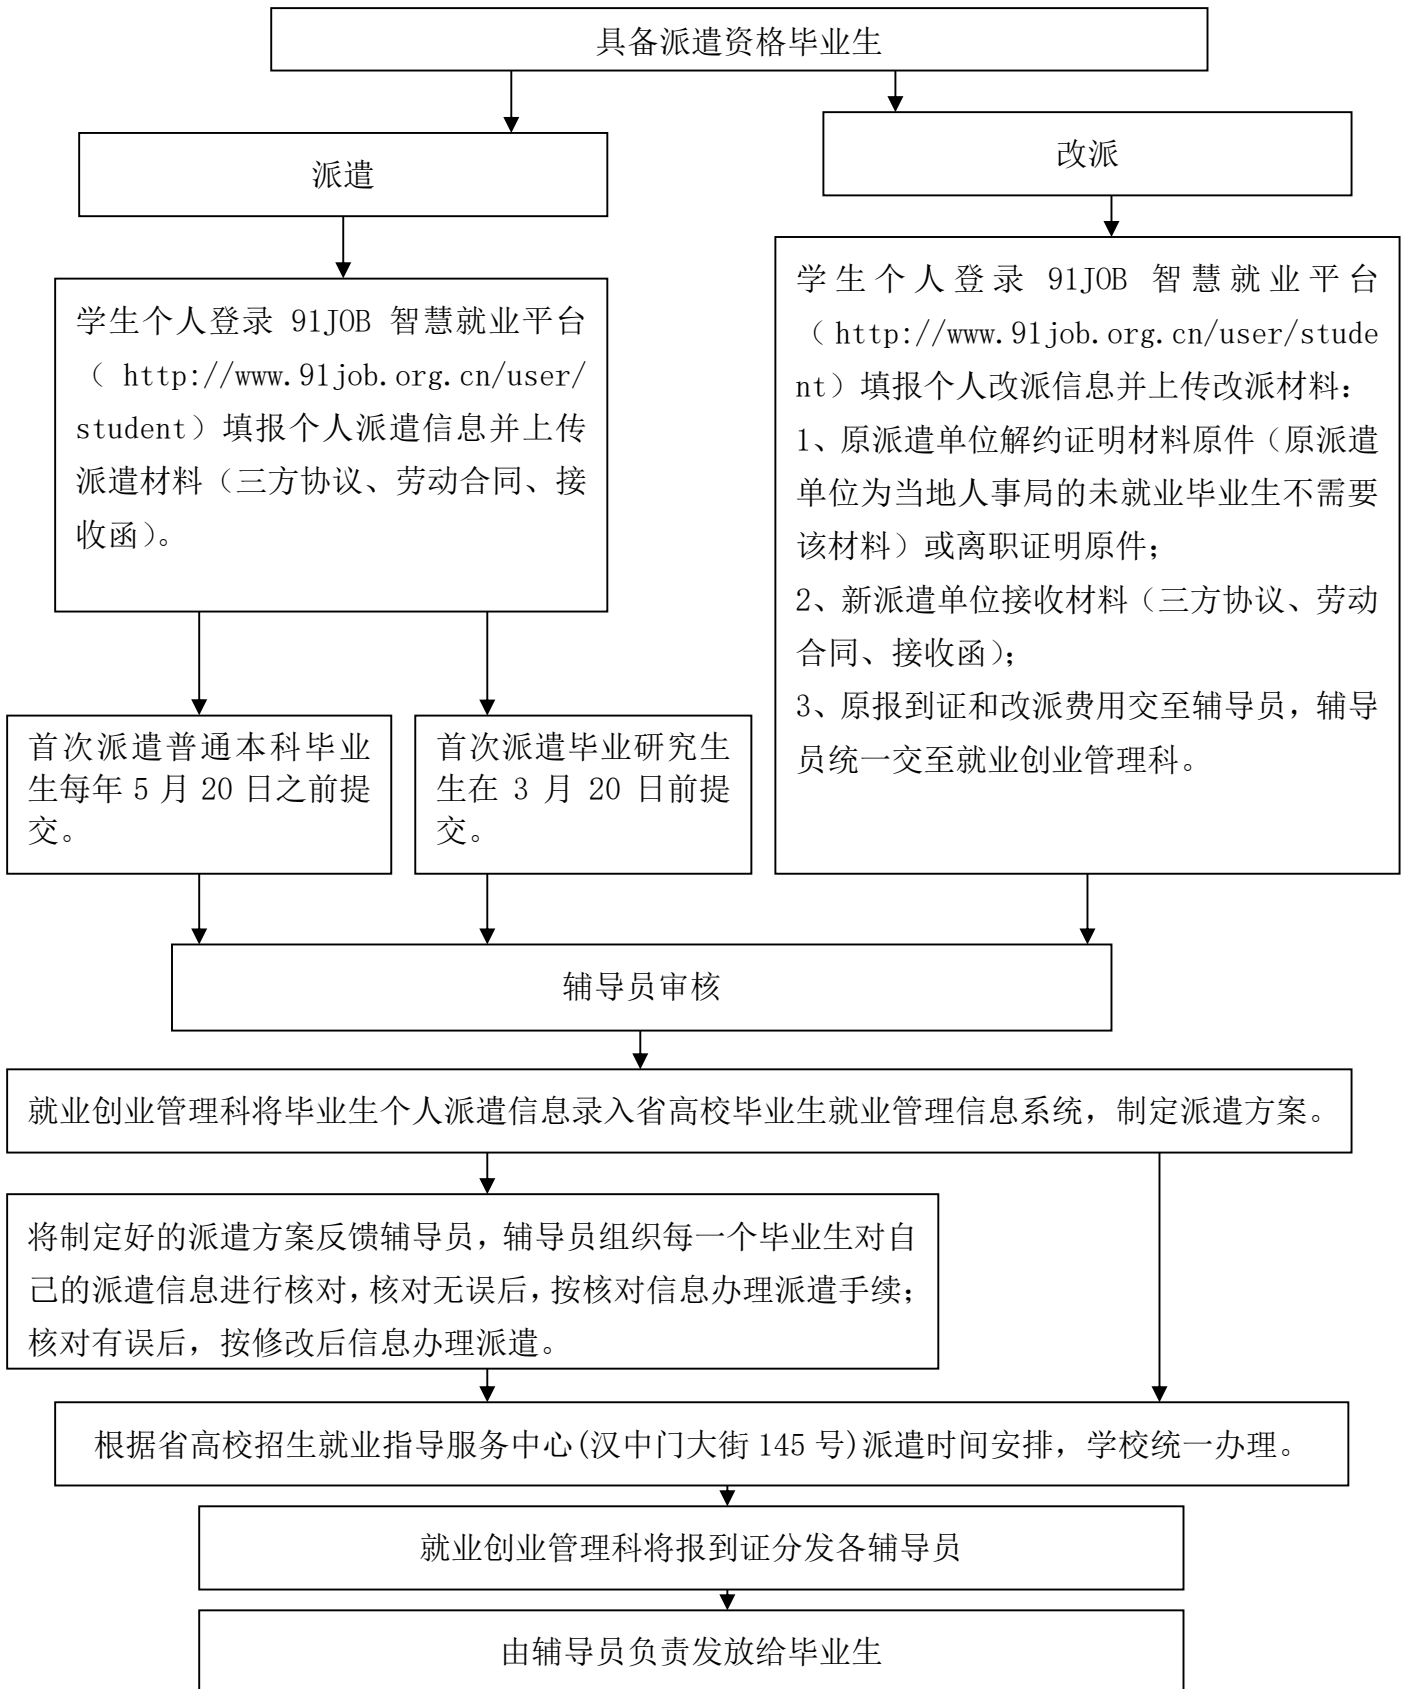 具备派遣资格毕业生
派遣
改派
学生个人登录 91JOB 智慧就业平台
（ http://www.91job.org.cn/user/
student）填报个人派遣信息并上传
派遣材料（三方协议、劳动合同、接
收函）。
学生个人登录 91JOB 智慧就业平台
（http://www.91job.org.cn/user/stude
nt）填报个人改派信息并上传改派材料：
1、原派遣单位解约证明材料原件（原派遣
单位为当地人事局的未就业毕业生不需要
该材料）或离职证明原件；
2、新派遣单位接收材料（三方协议、劳动
合同、接收函）；
3、原报到证和改派费用交至辅导员，辅导
员统一交至就业创业管理科。
首次派遣普通本科毕业
生每年 5 月 20 日之前提
交。
首次派遣毕业研究生
生在 3 月 20 日前提
交。
辅导员审核
就业创业管理科将毕业生个人派遣信息录入省高校毕业生就业管理信息系统，制定派遣方案。
将制定好的派遣方案反馈辅导员，辅导员组织每一个毕业生对自
己的派遣信息进行核对，核对无误后，按核对信息办理派遣手续；
核对有误后，按修改后信息办理派遣。
根据省高校招生就业指导服务中心(汉中门大街 145 号)派遣时间安排，学校统一办理。
就业创业管理科将报到证分发各辅导员
由辅导员负责发放给毕业生